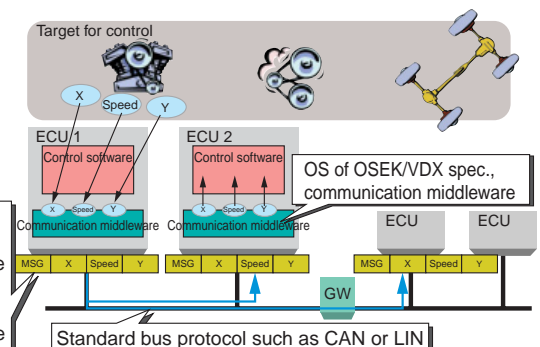 Target for control
X
Speed
Y
ECU 1
ECU 2
Control software
Control software
OS of OSEK/VDX spec.,
communication middleware
X Speed Y
X Speed Y
Communication middleware
Communication middleware
ECU
ECU
MSG X Speed Y
MSG X Speed Y
MSG X Speed Y
GW
Standard bus protocol such as CAN or LIN